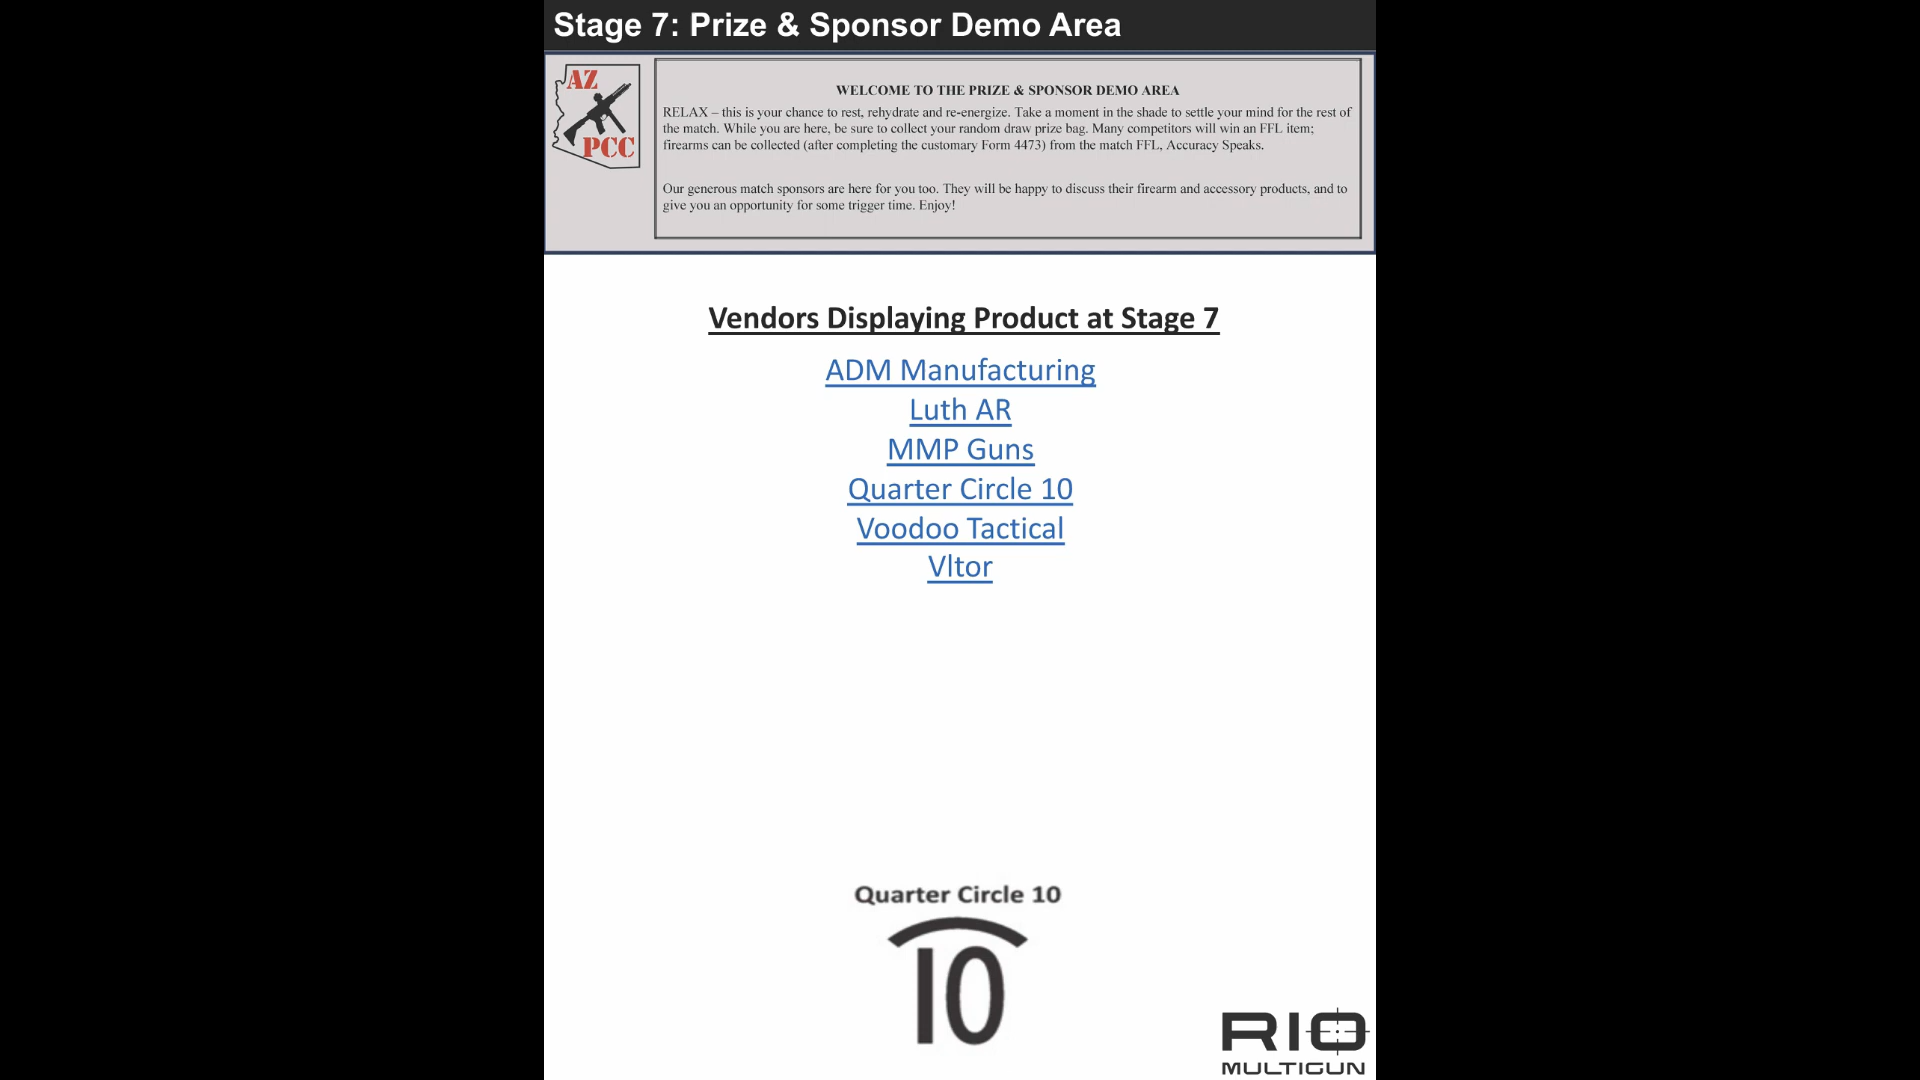 Stage 7: Prize & Sponsor Demo Area
AZ
PCC
WELCOME TO THE PRIZE & SPONSOR DEMO AREA
RELAX – this is your chance to rest, rehydrate and re-energize. Take a moment in the shade to settle your mind for the rest of
the match. While you are here, be sure to collect your random draw prize bag. Many competitors will win an FFL item;
firearms can be collected (after completing the customary Form 4473) from the match FFL, Accuracy Speaks.
Our generous match sponsors are here for you too. They will be happy to discuss their firearm and accessory products, and to
give you an opportunity for some trigger time. Enjoy!
Vendors Displaying Product at Stage 7
ADM Manufacturing
Luth AR
MMP Guns
Quarter Circle 10
Voodoo Tactical
Vltor
Quarter Circle 10
10
RIO
MULTIGUN